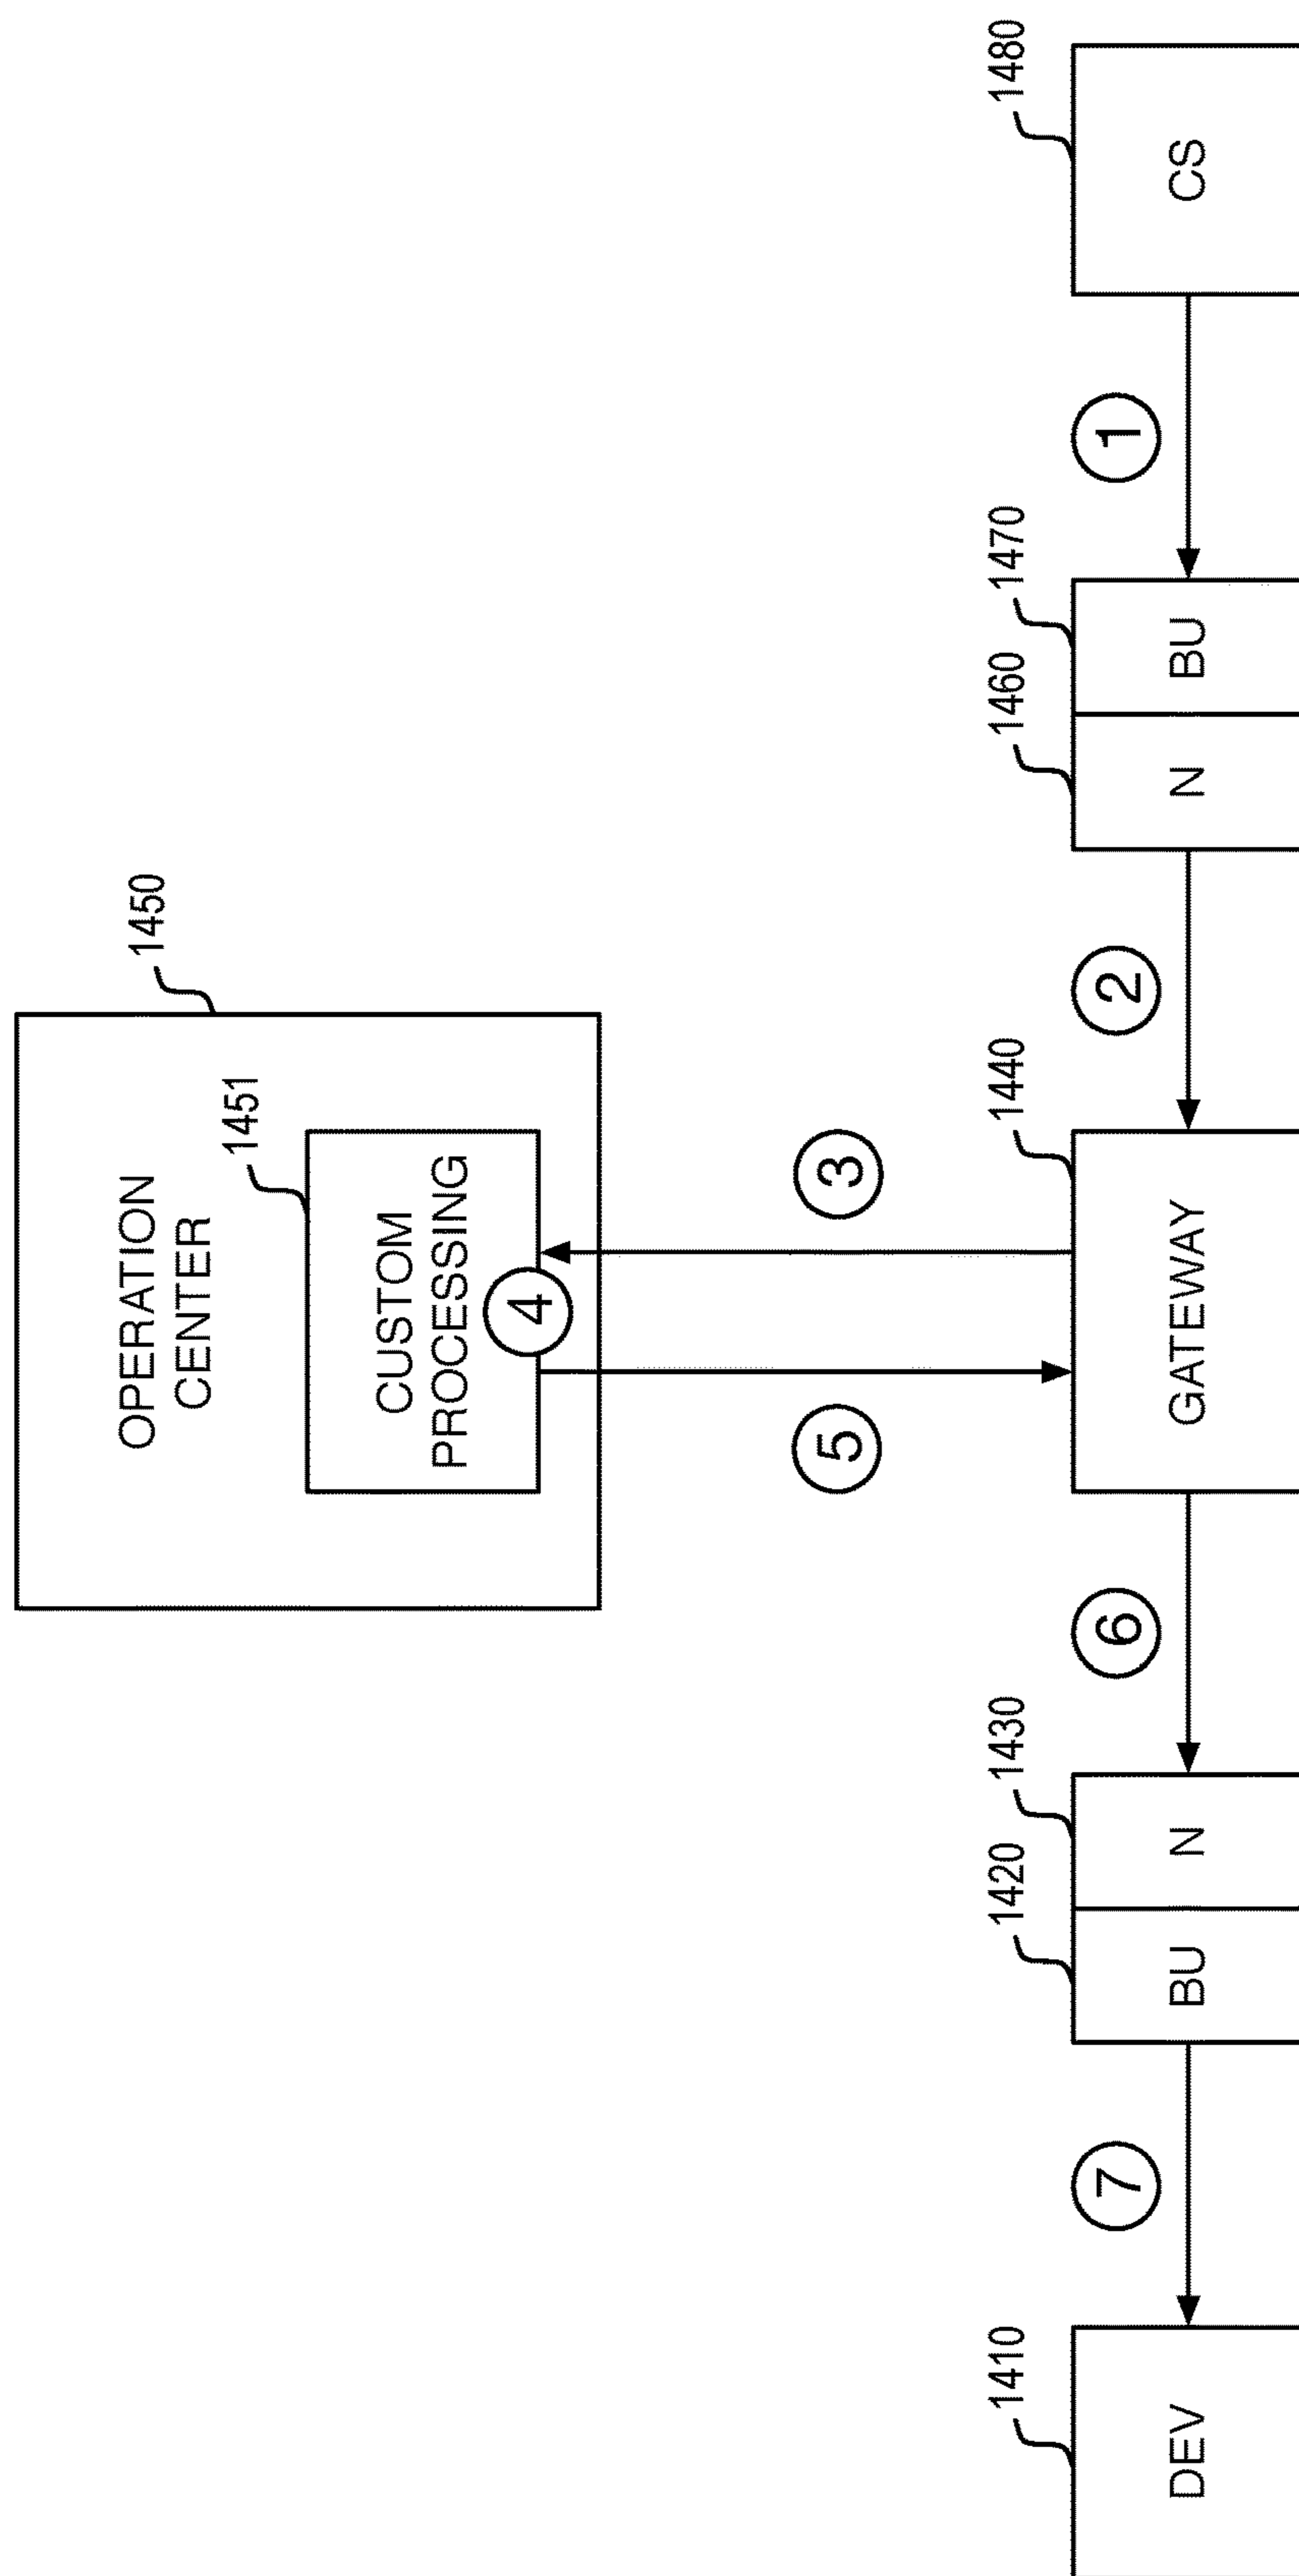 1450
OPERATION
CENTER
1451
CUSTOM
PROCESSING
4
5
3
1410
DEV
7
1420
BU
1430
N
6
1440
GATEWAY
2
1460
N
1470
BU
1
1480
CS